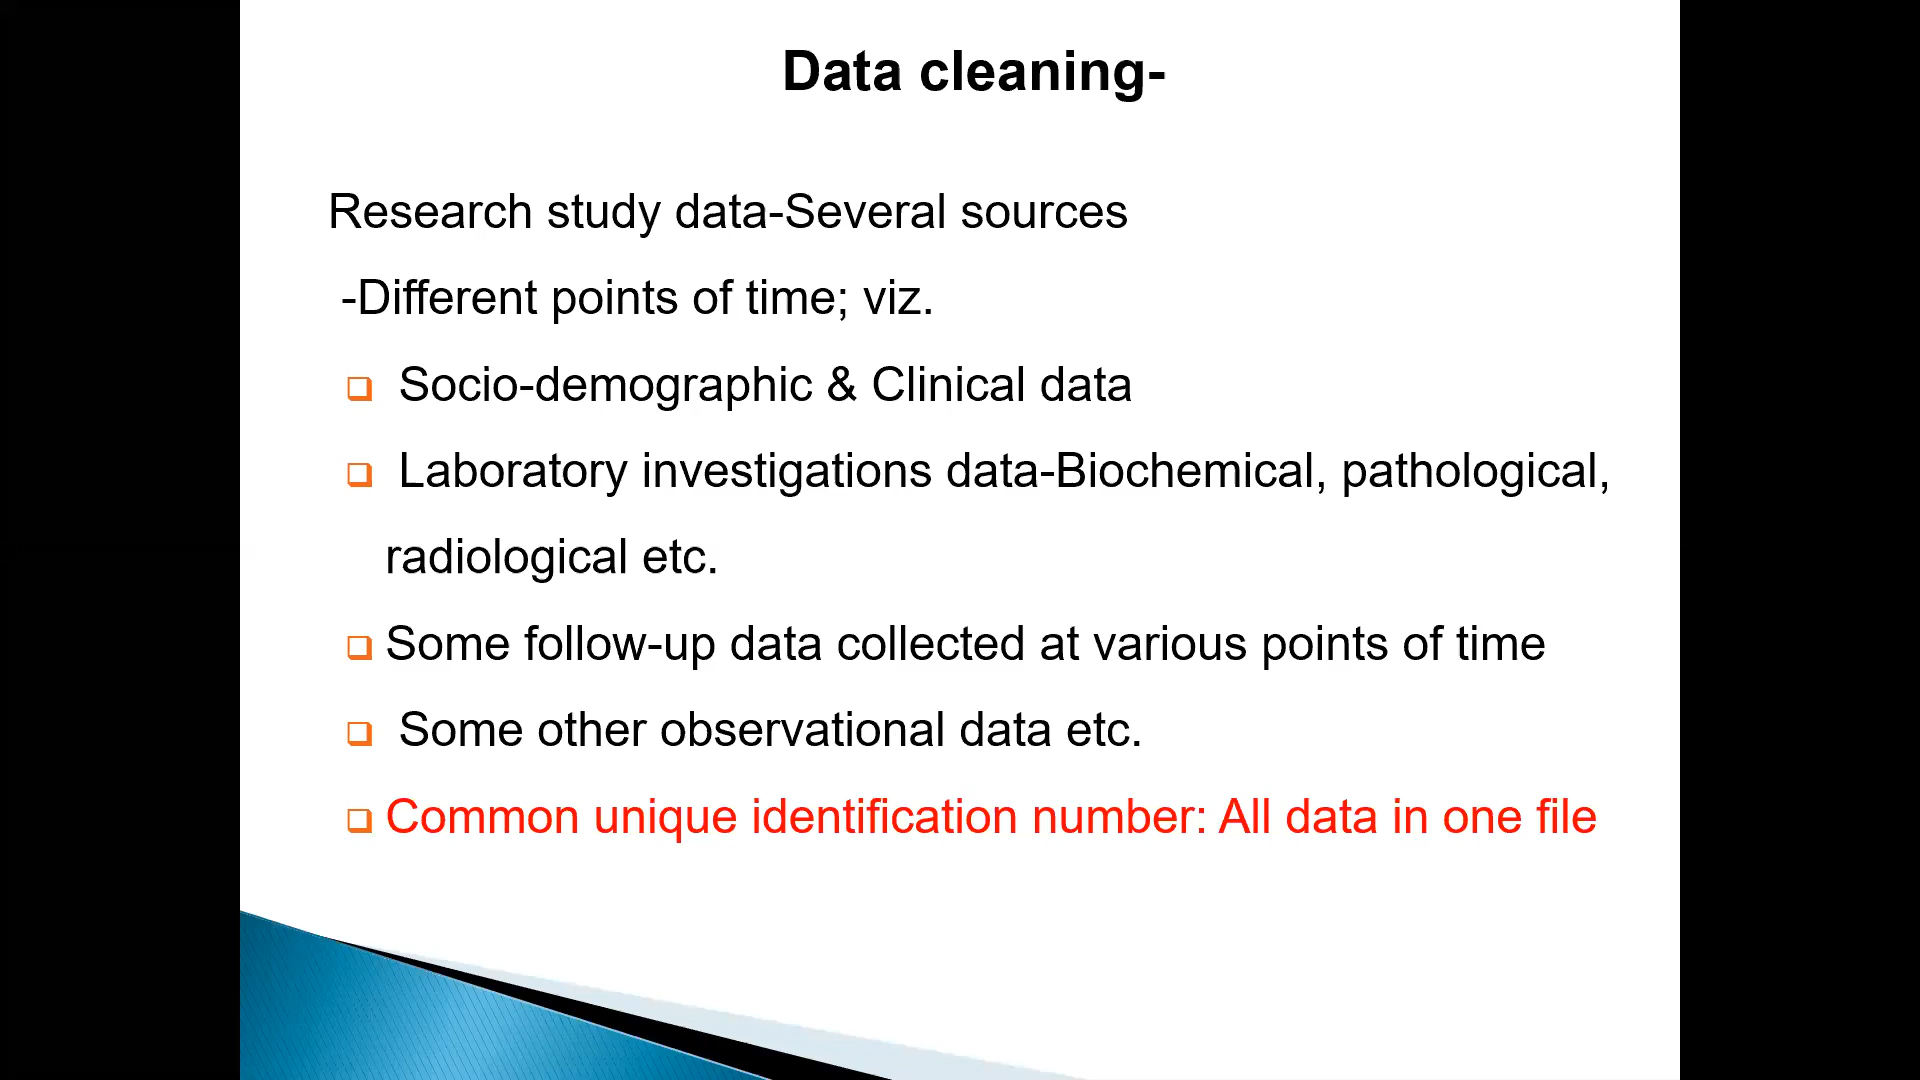 Data cleaning-
Research study data-Several sources
-Different points of time; viz.
Socio-demographic & Clinical data
Laboratory investigations data-Biochemical, pathological,
radiological etc.
Some follow-up data collected at various points of time
Some other observational data etc.
Common unique identification number: All data in one file